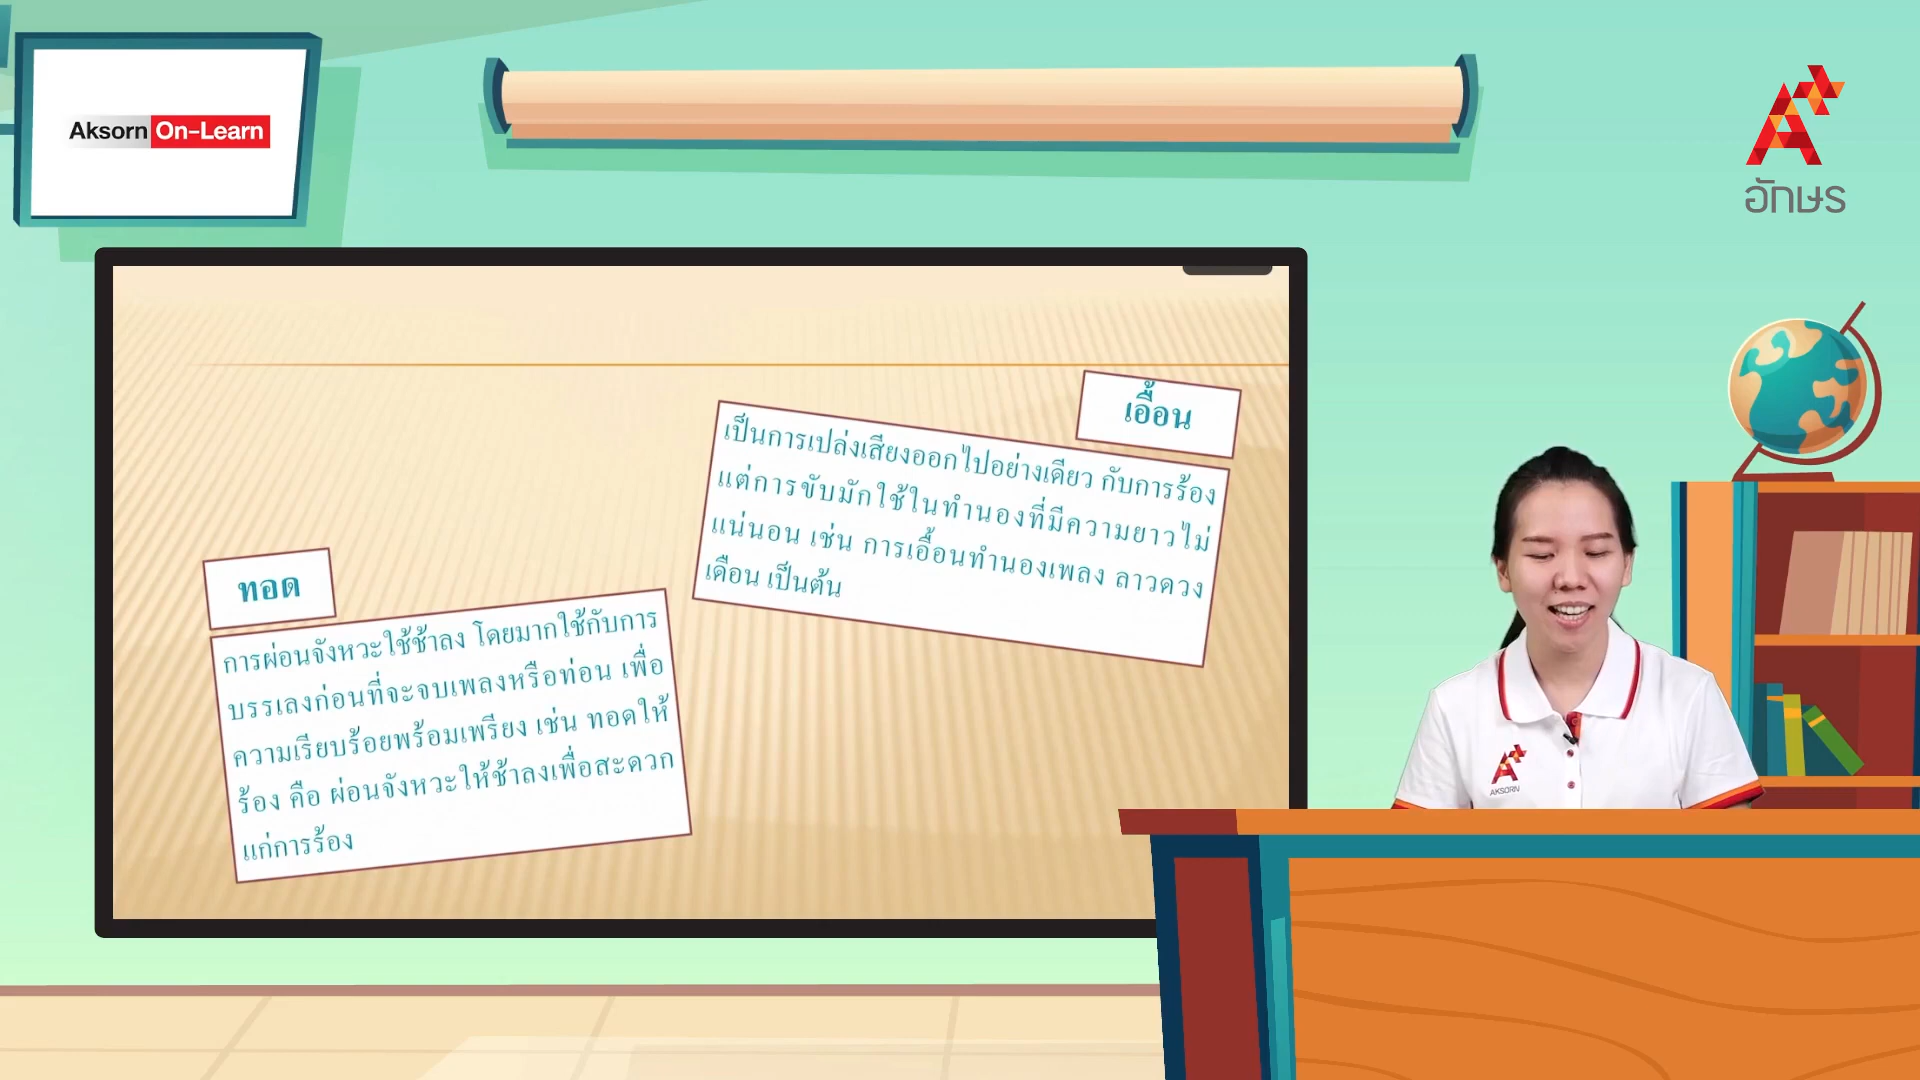 Aksorn On-Learn
อักษร
เอื้อน
เป็นการเปล่งเสียงออกไปอย่างเดียว กับการร้อง
แต่การขับมักใช้ในทำนองที่มีความยาวไม่
แน่นอน เช่น การเอื้อนทำนองเพลง ลาวดวง
เดือน เป็นต้น
ทอด
การผ่อนจังหวะใช้ช้าลง โดยมากใช้กับการ
บรรเลงก่อนที่จะจบเพลงหรือท่อน เพื่อ
ความเรียบร้อยพร้อมเพรียง เช่น ทอดให้
ร้อง คือ ผ่อนจังหวะให้ช้าลงเพื่อสะดวก
แก่การร้อง
AKSORN